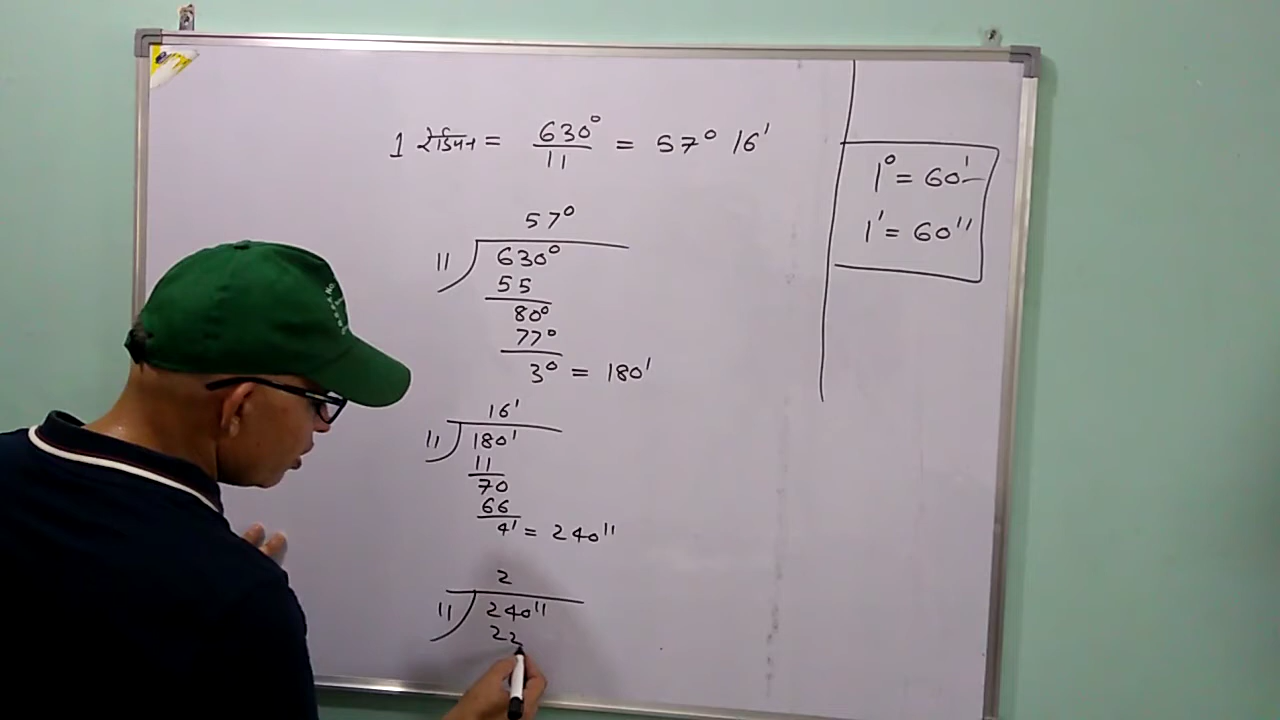 1 रेडियन = 630° / 11 = 57° 16'
1° = 60'
1' = 60''
57°
11 ) 630°
55
80°
77°
3° = 180'
16'
11 ) 180'
11
70
66
4' = 240''
2
11 ) 240''
22